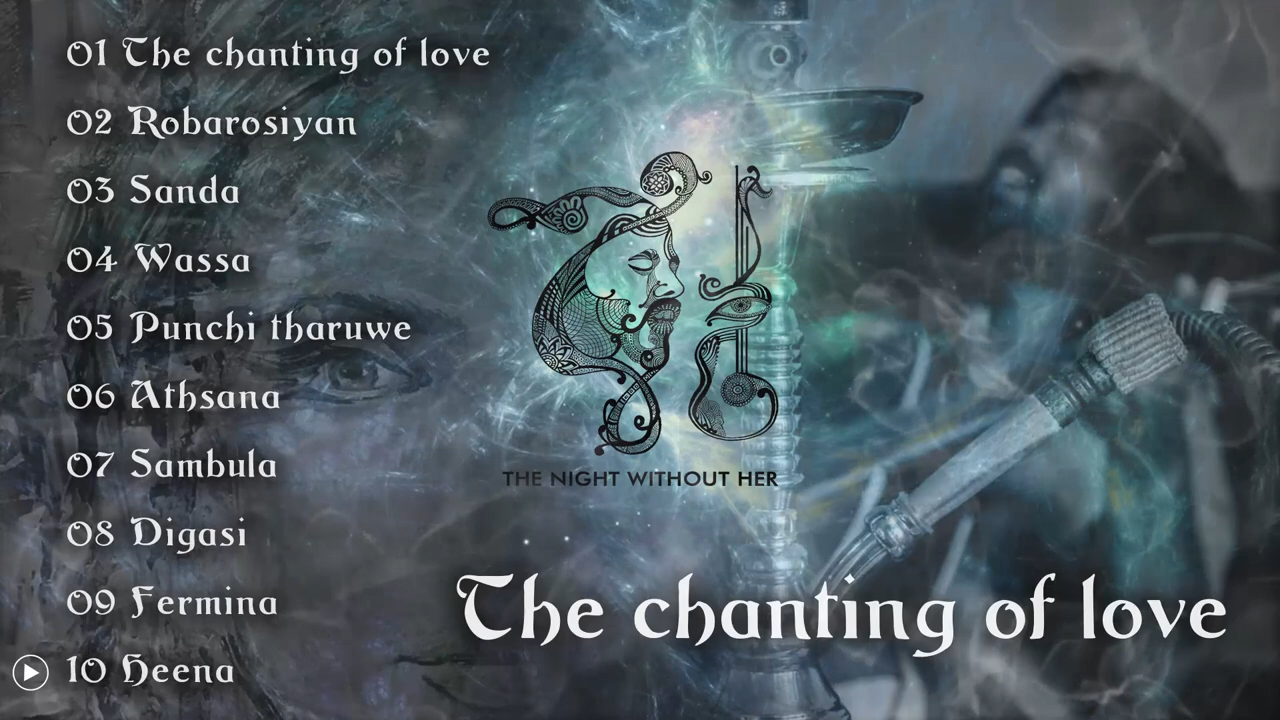 01 The chanting of love
02 Robarosiyan
03 Sanda
04 Wassa
05 Punchi tharuwe
06 Athsana
07 Sambula
08 Digasi
09 Fermina
10 Heena
THE NIGHT WITHOUT HER
The chanting of love